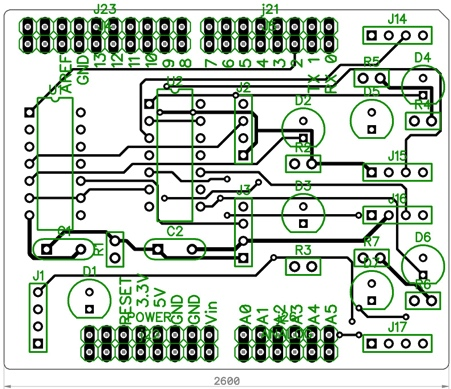 J23 j21 J14
AREF GND 13 12 11 10 9 8 7 6 5 4 3 2 1 0
TX RX
R5 D4
U2 J2
D2 D5 R4
R2
J15
J3 D3 J16
C1 R1 C2
R7 D6
J1 D1 R3
R6
RESET 3.3V 5V GND GND Vin
POWER
A0 A1 A2 A3 A4 A5
J17
2600